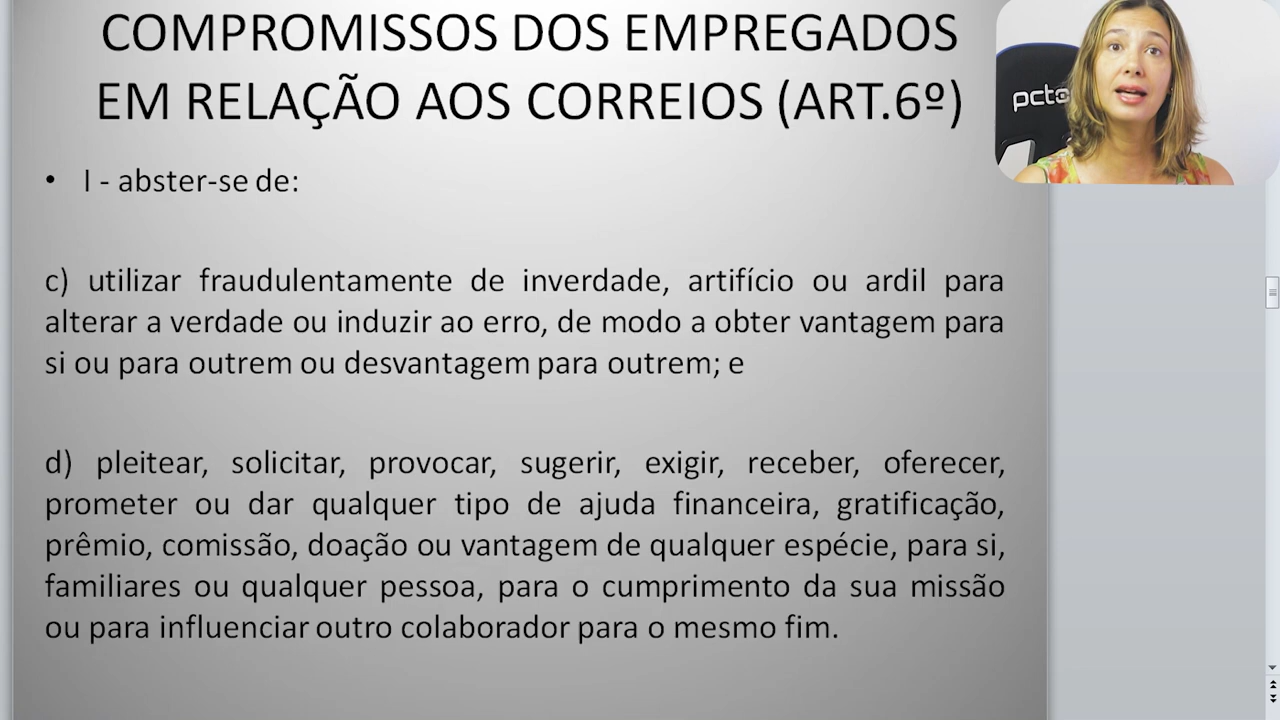 COMPROMISSOS DOS EMPREGADOS
EM RELAÇÃO AOS CORREIOS (ART.6º)
• I - abster-se de:
c) utilizar fraudulentamente de inverdade, artifício ou ardil para
alterar a verdade ou induzir ao erro, de modo a obter vantagem para
si ou para outrem ou desvantagem para outrem; e
d) pleitear, solicitar, provocar, sugerir, exigir, receber, oferecer,
prometer ou dar qualquer tipo de ajuda financeira, gratificação,
prêmio, comissão, doação ou vantagem de qualquer espécie, para si,
familiares ou qualquer pessoa, para o cumprimento da sua missão
ou para influenciar outro colaborador para o mesmo fim.